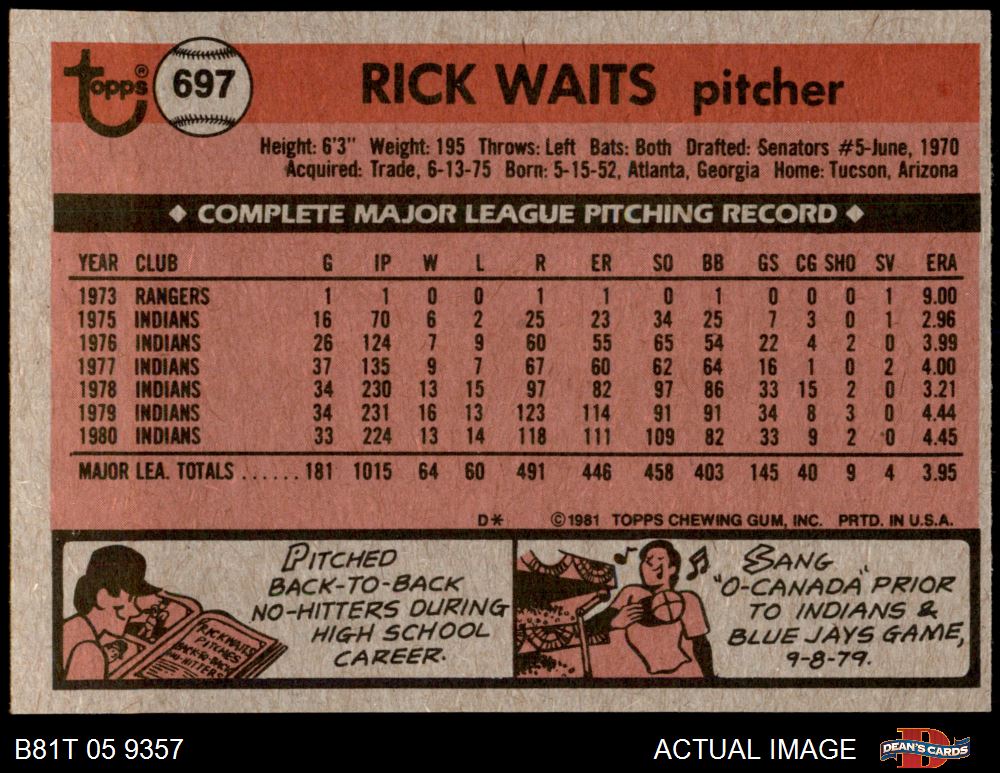 topps®
697
RICK WAITS pitcher
Height: 6'3" Weight: 195 Throws: Left Bats: Both Drafted: Senators #5-June, 1970
Acquired: Trade, 6-13-75 Born: 5-15-52, Atlanta, Georgia Home: Tucson, Arizona
◆ COMPLETE MAJOR LEAGUE PITCHING RECORD ◆
YEAR CLUB G IP W L R ER SO BB GS CG SHO SV ERA
1973 RANGERS 1 1 0 0 1 1 0 1 0 0 0 1 9.00
1975 INDIANS 16 70 6 2 25 23 34 25 7 3 0 1 2.96
1976 INDIANS 26 124 7 9 60 55 65 54 22 4 2 0 3.99
1977 INDIANS 37 135 9 7 67 60 62 64 16 1 0 2 4.00
1978 INDIANS 34 230 13 15 97 82 97 86 33 15 2 0 3.21
1979 INDIANS 34 231 16 13 123 114 91 91 34 8 3 0 4.44
1980 INDIANS 33 224 13 14 118 111 109 82 33 9 2 0 4.45
MAJOR LEA. TOTALS ...... 181 1015 64 60 491 446 458 403 145 40 9 4 3.95
D* ©1981 TOPPS CHEWING GUM, INC. PRTD. IN U.S.A.
PITCHED
BACK-TO-BACK
NO-HITTERS DURING
HIGH SCHOOL
CAREER.
RICK WAITS
PITCHES
BACK-TO-BACK
NO HITTERS
SANG
"O-CANADA" PRIOR
TO INDIANS &
BLUE JAYS GAME,
9-8-79.
B81T 05 9357
ACTUAL IMAGE
DEAN'S CARDS